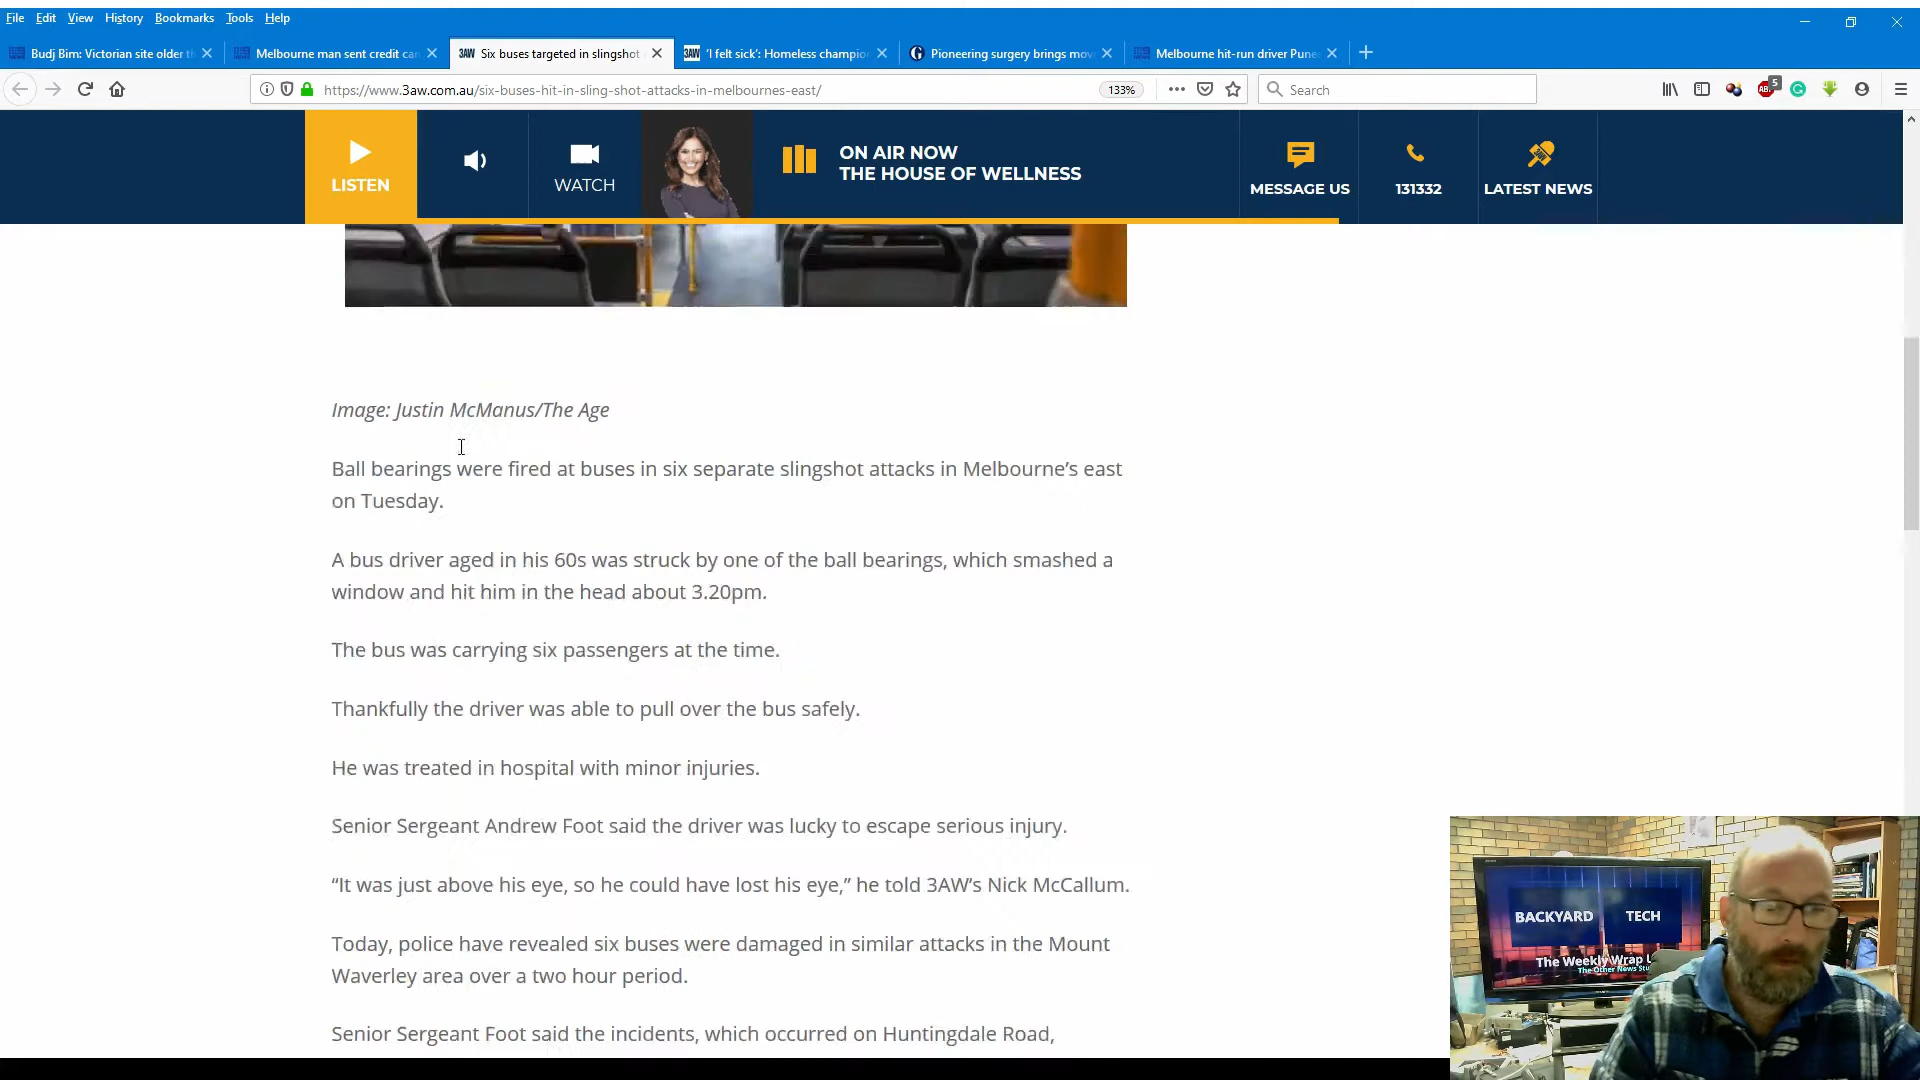 File Edit View History Bookmarks Tools Help
Budj Bim: Victorian site older t
Melbourne man sent credit ca
Six buses targeted in slingshot
'I felt sick': Homeless champio
Pioneering surgery brings mov
Melbourne hit-run driver Pune
https://www.3aw.com.au/six-buses-hit-in-sling-shot-attacks-in-melbournes-east/
133%
Search
5
LISTEN
WATCH
ON AIR NOW
THE HOUSE OF WELLNESS
MESSAGE US
131332
LATEST NEWS
Image: Justin McManus/The Age
Ball bearings were fired at buses in six separate slingshot attacks in Melbourne’s east
on Tuesday.
A bus driver aged in his 60s was struck by one of the ball bearings, which smashed a
window and hit him in the head about 3.20pm.
The bus was carrying six passengers at the time.
Thankfully the driver was able to pull over the bus safely.
He was treated in hospital with minor injuries.
Senior Sergeant Andrew Foot said the driver was lucky to escape serious injury.
“It was just above his eye, so he could have lost his eye,” he told 3AW’s Nick McCallum.
Today, police have revealed six buses were damaged in similar attacks in the Mount
Waverley area over a two hour period.
Senior Sergeant Foot said the incidents, which occurred on Huntingdale Road,
BACKYARD TECH
The Weekly Wrap
The Other News